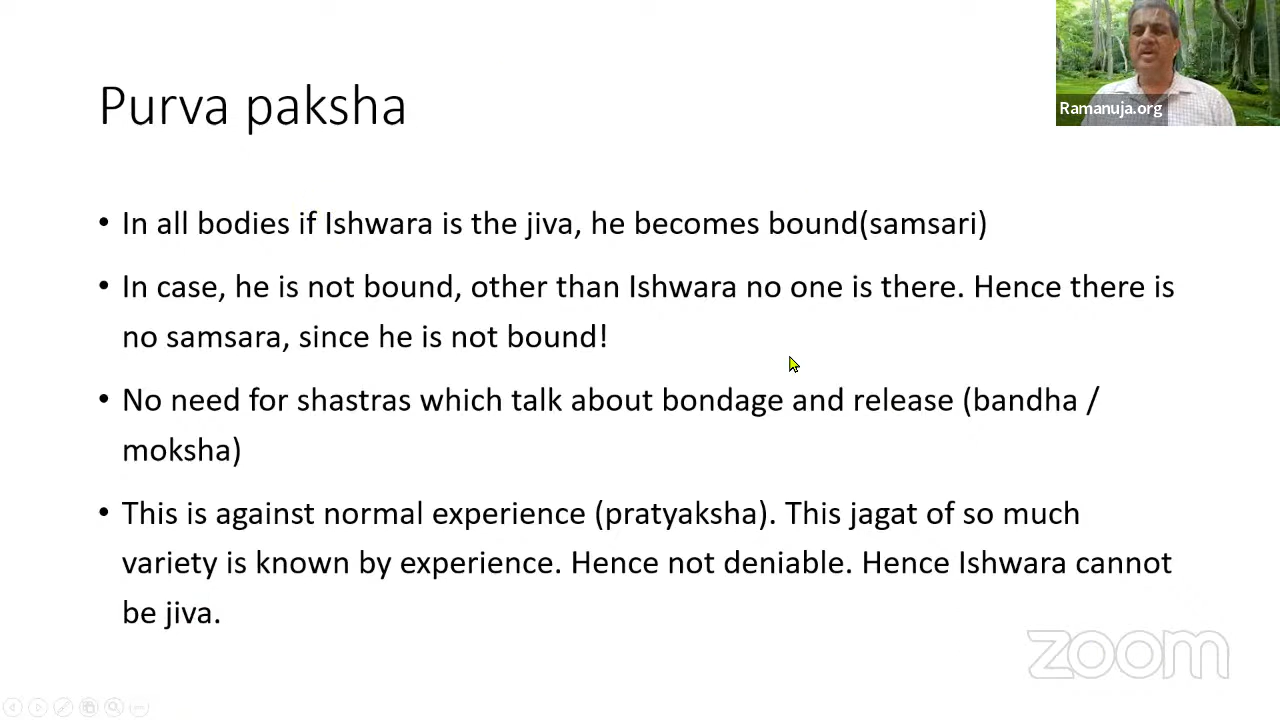 Purva paksha
Ramanuja.org
• In all bodies if Ishwara is the jiva, he becomes bound(samsari)
• In case, he is not bound, other than Ishwara no one is there. Hence there is
no samsara, since he is not bound!
• No need for shastras which talk about bondage and release (bandha /
moksha)
• This is against normal experience (pratyaksha). This jagat of so much
variety is known by experience. Hence not deniable. Hence Ishwara cannot
be jiva.
zoom